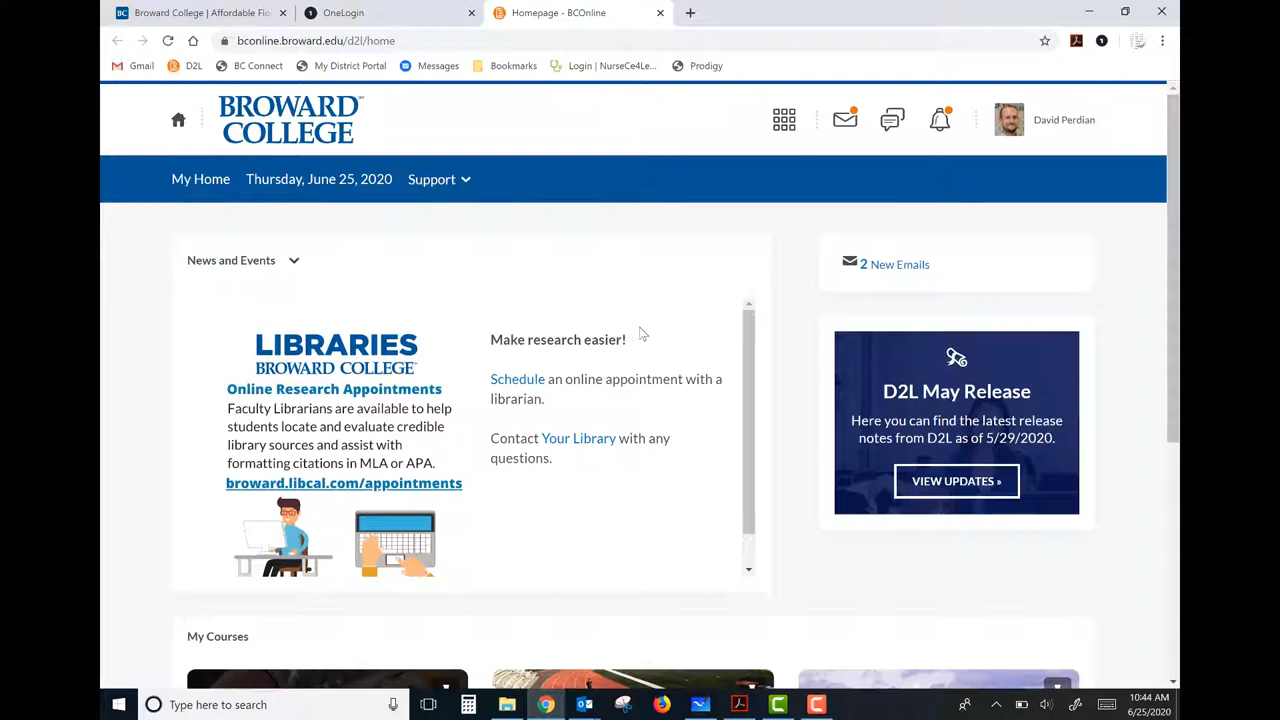 Broward College | Affordable Flo
OneLogin
Homepage - BCOnline
bconline.broward.edu/d2l/home
Gmail
D2L
BC Connect
My District Portal
Messages
Bookmarks
Login | NurseCe4Le...
Prodigy
BROWARD
COLLEGE
David Perdian
My Home
Thursday, June 25, 2020
Support
News and Events
2 New Emails
LIBRARIES
BROWARD COLLEGE
Online Research Appointments
Faculty Librarians are available to help
students locate and evaluate credible
library sources and assist with
formatting citations in MLA or APA.
broward.libcal.com/appointments
Make research easier!
Schedule an online appointment with a
librarian.
Contact Your Library with any
questions.
D2L May Release
Here you can find the latest release
notes from D2L as of 5/29/2020.
VIEW UPDATES »
My Courses
Type here to search
10:44 AM
6/25/2020